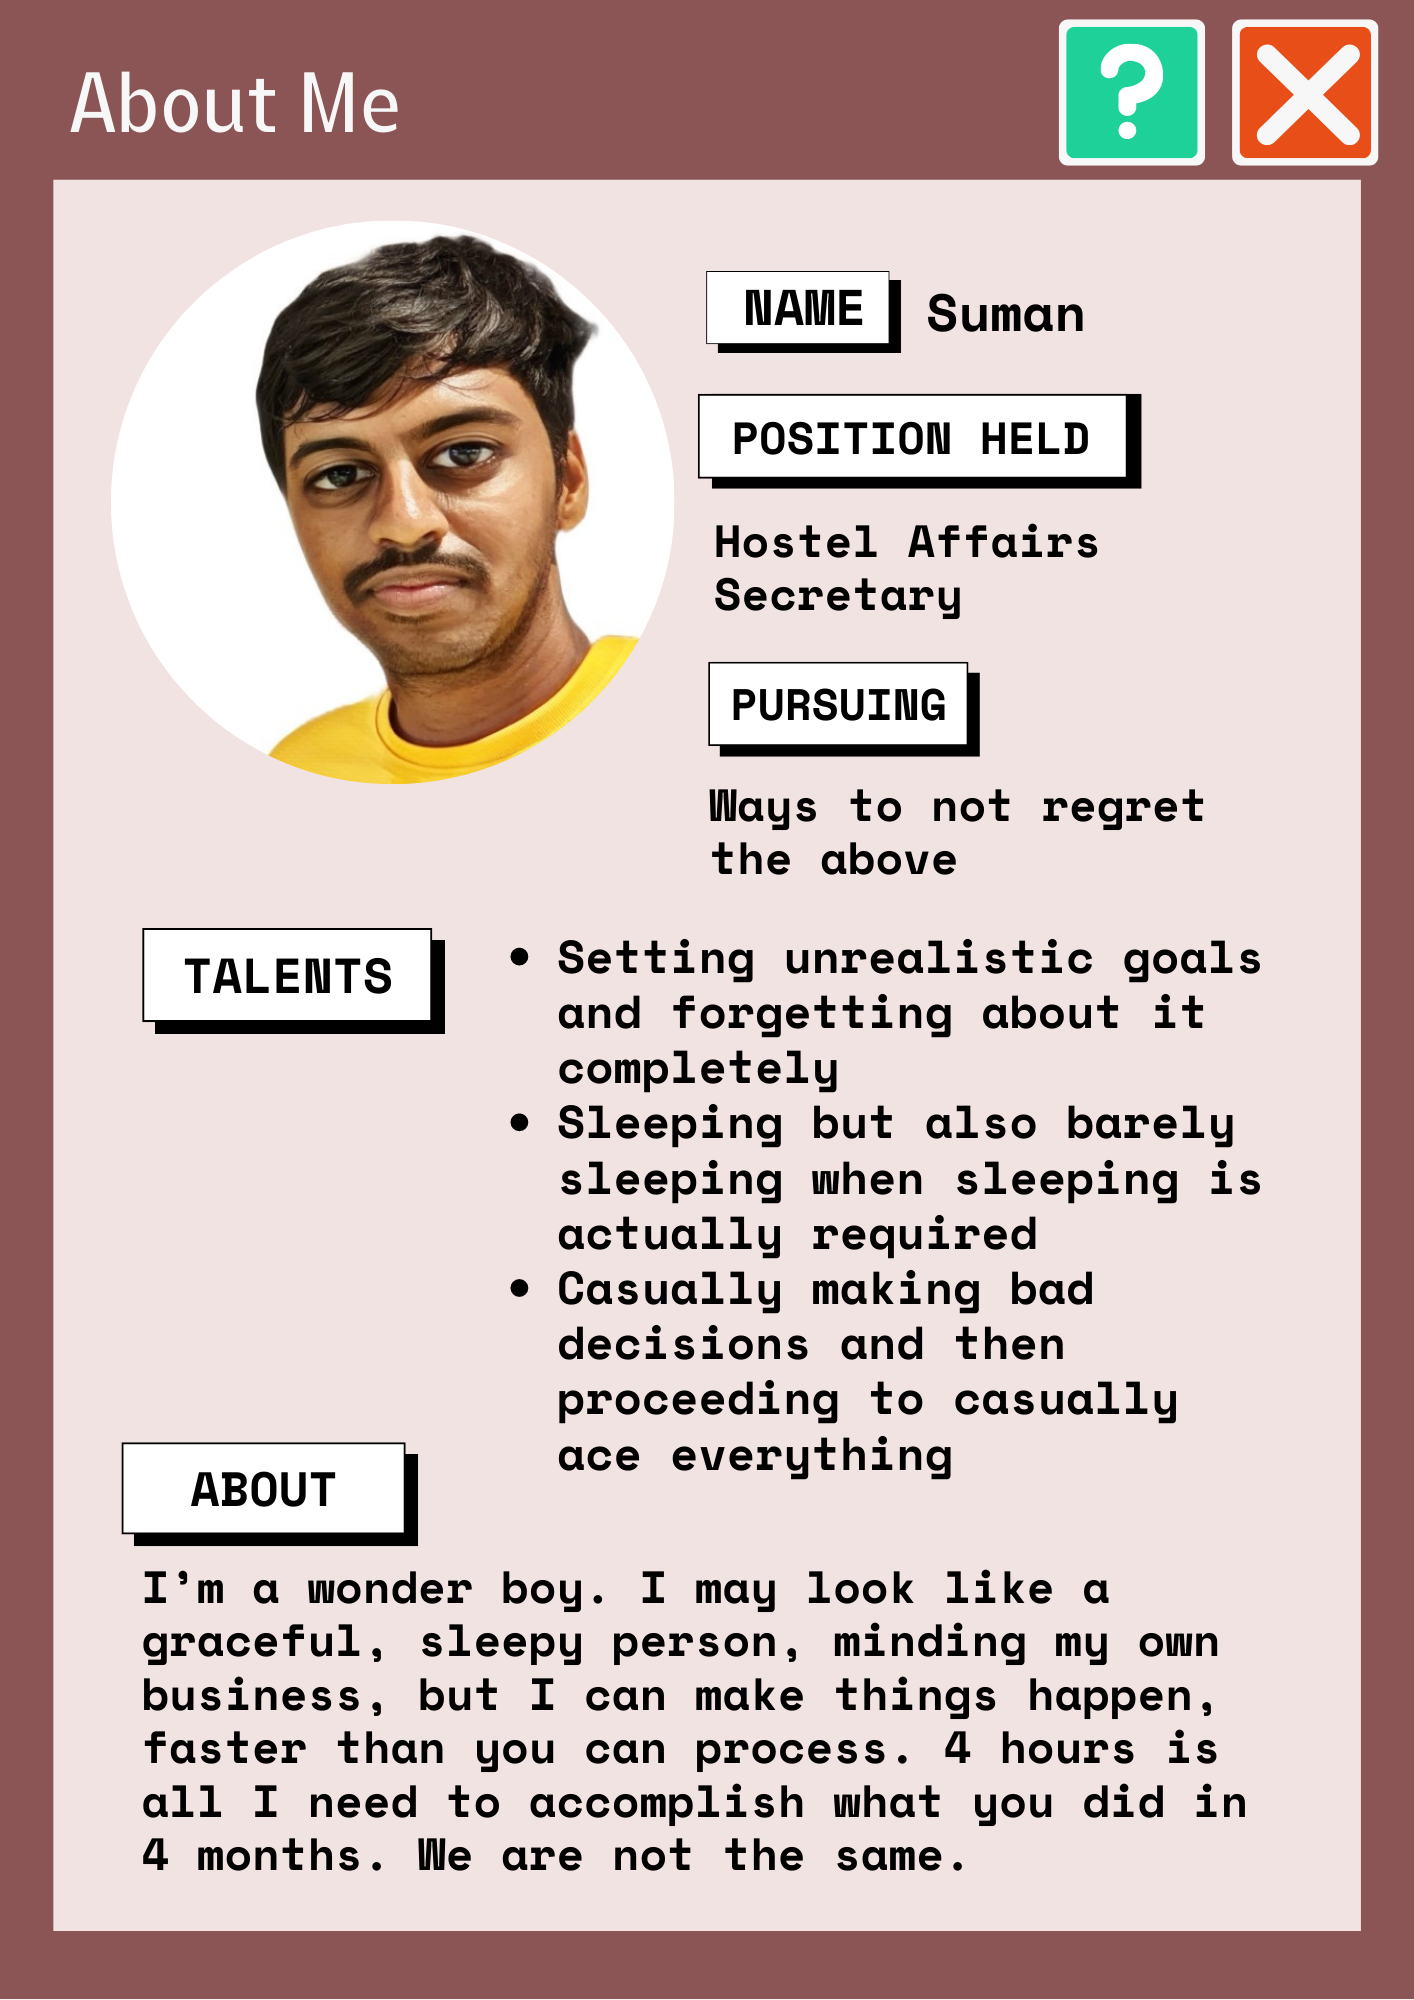 About Me
NAME Suman
POSITION HELD
Hostel Affairs
Secretary
PURSUING
Ways to not regret
the above
TALENTS
• Setting unrealistic goals
and forgetting about it
completely
• Sleeping but also barely
sleeping when sleeping is
actually required
• Casually making bad
decisions and then
proceeding to casually
ace everything
ABOUT
I’m a wonder boy. I may look like a
graceful, sleepy person, minding my own
business, but I can make things happen,
faster than you can process. 4 hours is
all I need to accomplish what you did in
4 months. We are not the same.